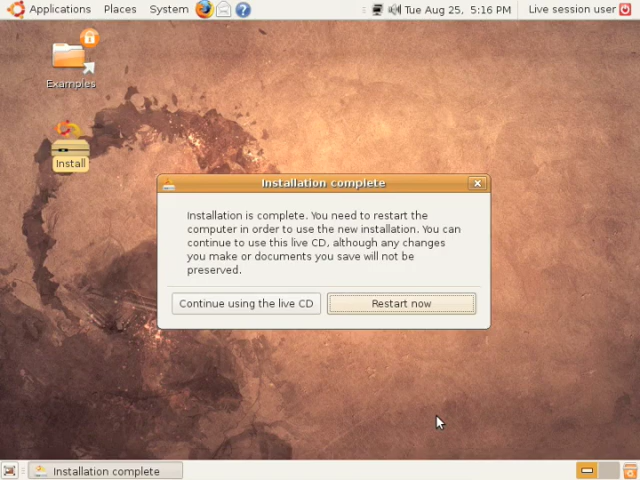 Applications Places System
Tue Aug 25, 5:16 PM
Live session user
Examples
Install
Installation complete
Installation is complete. You need to restart the
computer in order to use the new installation. You can
continue to use this live CD, although any changes
you make or documents you save will not be
preserved.
Continue using the live CD
Restart now
Installation complete